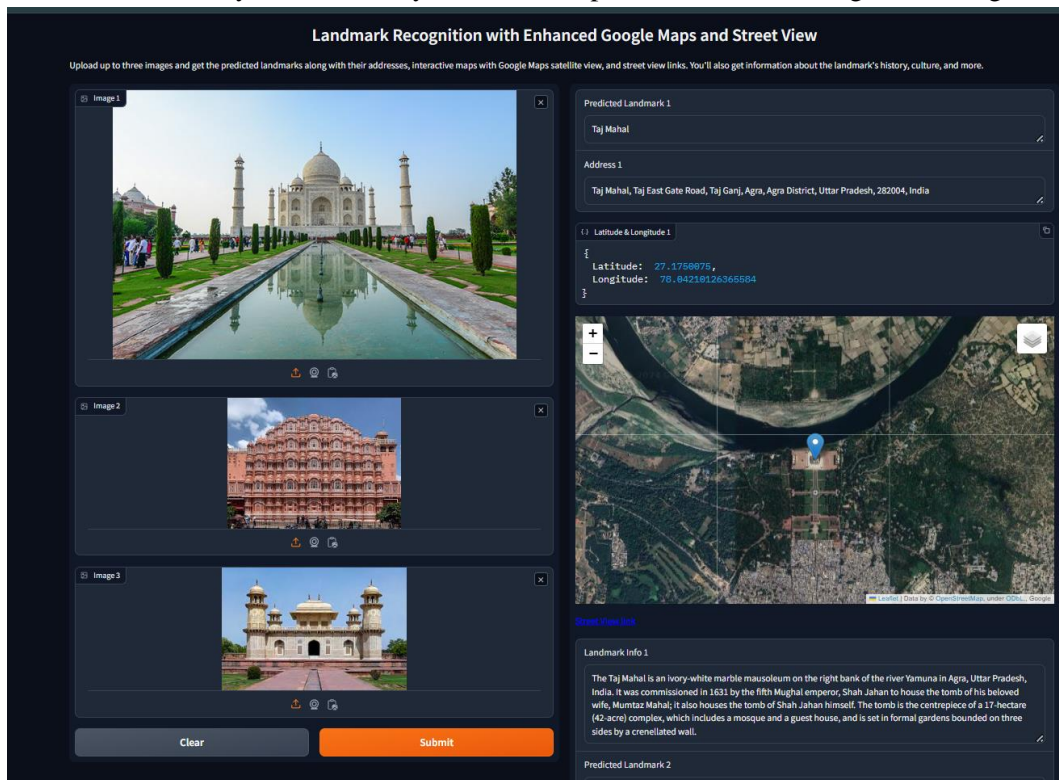 Landmark Recognition with Enhanced Google Maps and Street View
Upload up to three images and get the predicted landmarks along with their addresses, interactive maps with Google Maps satellite view, and street view links. You'll also get information about the landmark's history, culture, and more.
Image 1
Image 2
Image 3
Clear
Submit
Predicted Landmark 1
Taj Mahal
Address 1
Taj Mahal, Taj East Gate Road, Taj Ganj, Agra, Agra District, Uttar Pradesh, 282004, India
{} Latitude & Longitude 1
{
Latitude: 27.1750075,
Longitude: 78.04210126365584
}
+
−
Leaflet | Data by © OpenStreetMap, under ODbL., Google
Street View link
Landmark Info 1
The Taj Mahal is an ivory-white marble mausoleum on the right bank of the river Yamuna in Agra, Uttar Pradesh,
India. It was commissioned in 1631 by the fifth Mughal emperor, Shah Jahan to house the tomb of his beloved
wife, Mumtaz Mahal; it also houses the tomb of Shah Jahan himself. The tomb is the centrepiece of a 17-hectare
(42-acre) complex, which includes a mosque and a guest house, and is set in formal gardens bounded on three
sides by a crenellated wall.
Predicted Landmark 2